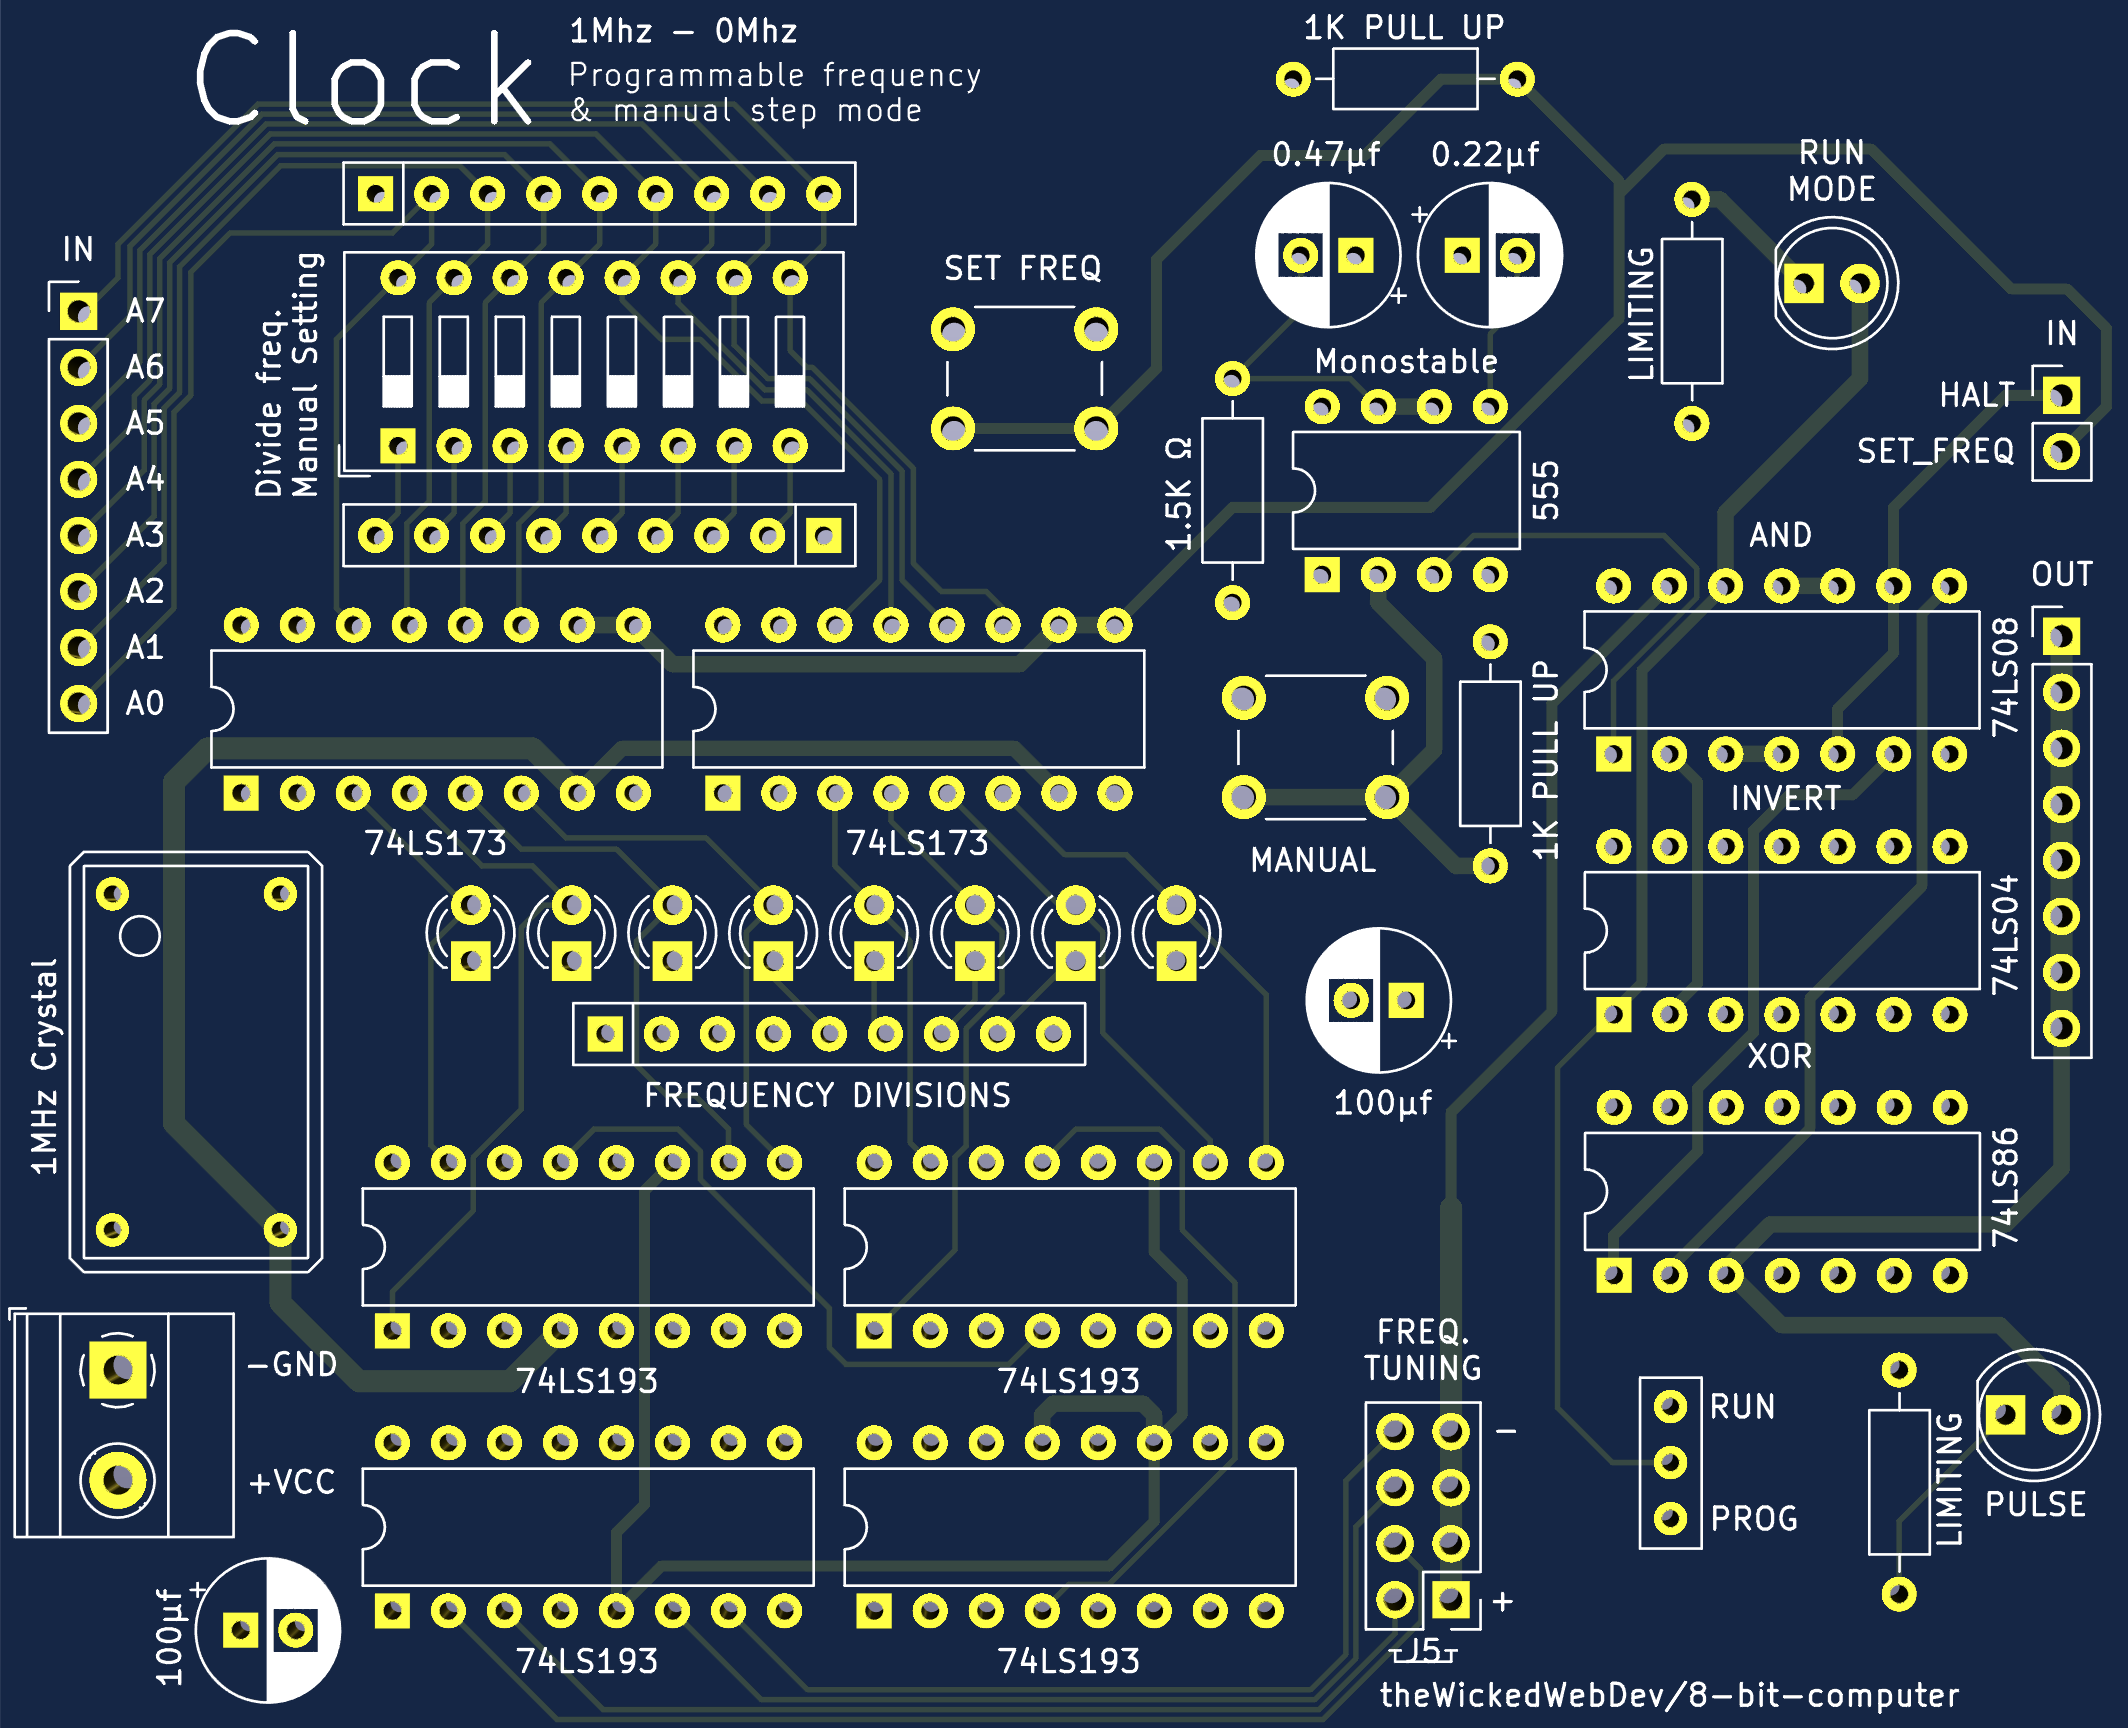 Clock
1Mhz - 0Mhz
Programmable frequency
& manual step mode
1K PULL UP
0.47µf
0.22µf
+
+
RUN
MODE
LIMITING
IN
A7
A6
A5
A4
A3
A2
A1
A0
Divide freq.
Manual Setting
SET FREQ
Monostable
1.5K Ω
555
IN
HALT
SET_FREQ
AND
OUT
74LS08
74LS173
74LS173
MANUAL
1K PULL UP
INVERT
74LS04
1MHz Crystal
FREQUENCY DIVISIONS
+
100µf
XOR
74LS86
-GND
+VCC
74LS193
74LS193
FREQ.
TUNING
-
+
J5
RUN
PROG
LIMITING
PULSE
+
100µf
74LS193
74LS193
theWickedWebDev/8-bit-computer